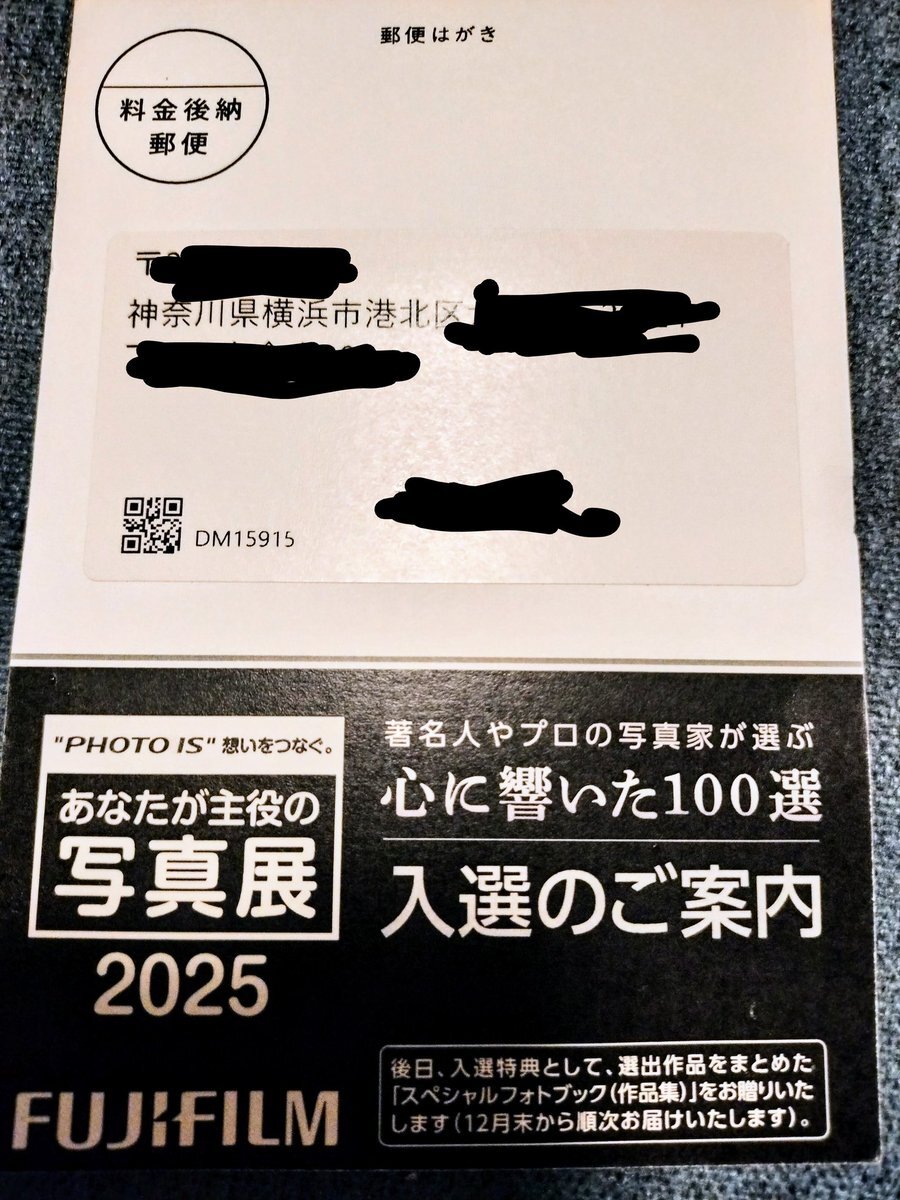 郵便はがき
料金後納
郵便
〒
神奈川県横浜市港北区
DM15915
"PHOTO IS" 想いをつなぐ。
あなたが主役の
写真展
2025
FUJIFILM
著名人やプロの写真家が選ぶ
心に響いた100選
入選のご案内
後日、入選特典として、選出作品をまとめた
「スペシャルフォトブック(作品集)」をお贈りいた
します(12月末から順次お届けいたします)。